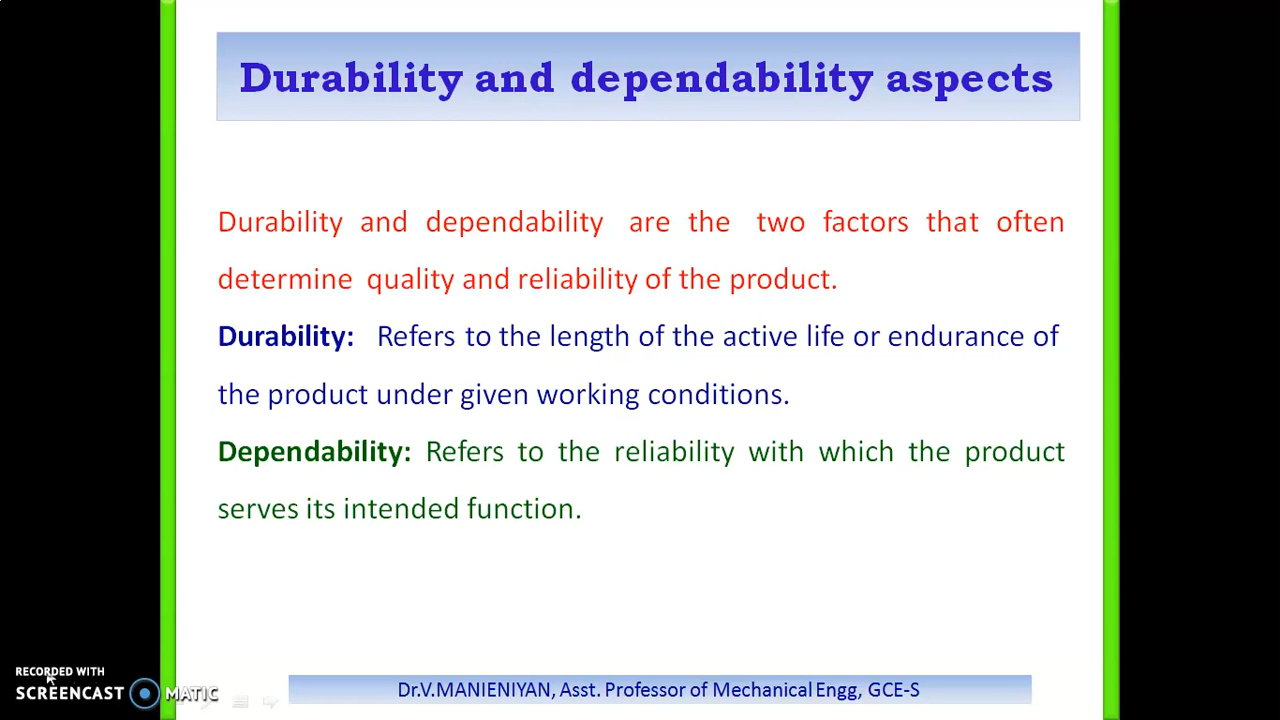 Durability and dependability aspects
Durability and dependability are the two factors that often
determine quality and reliability of the product.
Durability: Refers to the length of the active life or endurance of
the product under given working conditions.
Dependability: Refers to the reliability with which the product
serves its intended function.
RECORDED WITH
SCREENCAST MATIC
Dr.V.MANIENIYAN, Asst. Professor of Mechanical Engg, GCE-S